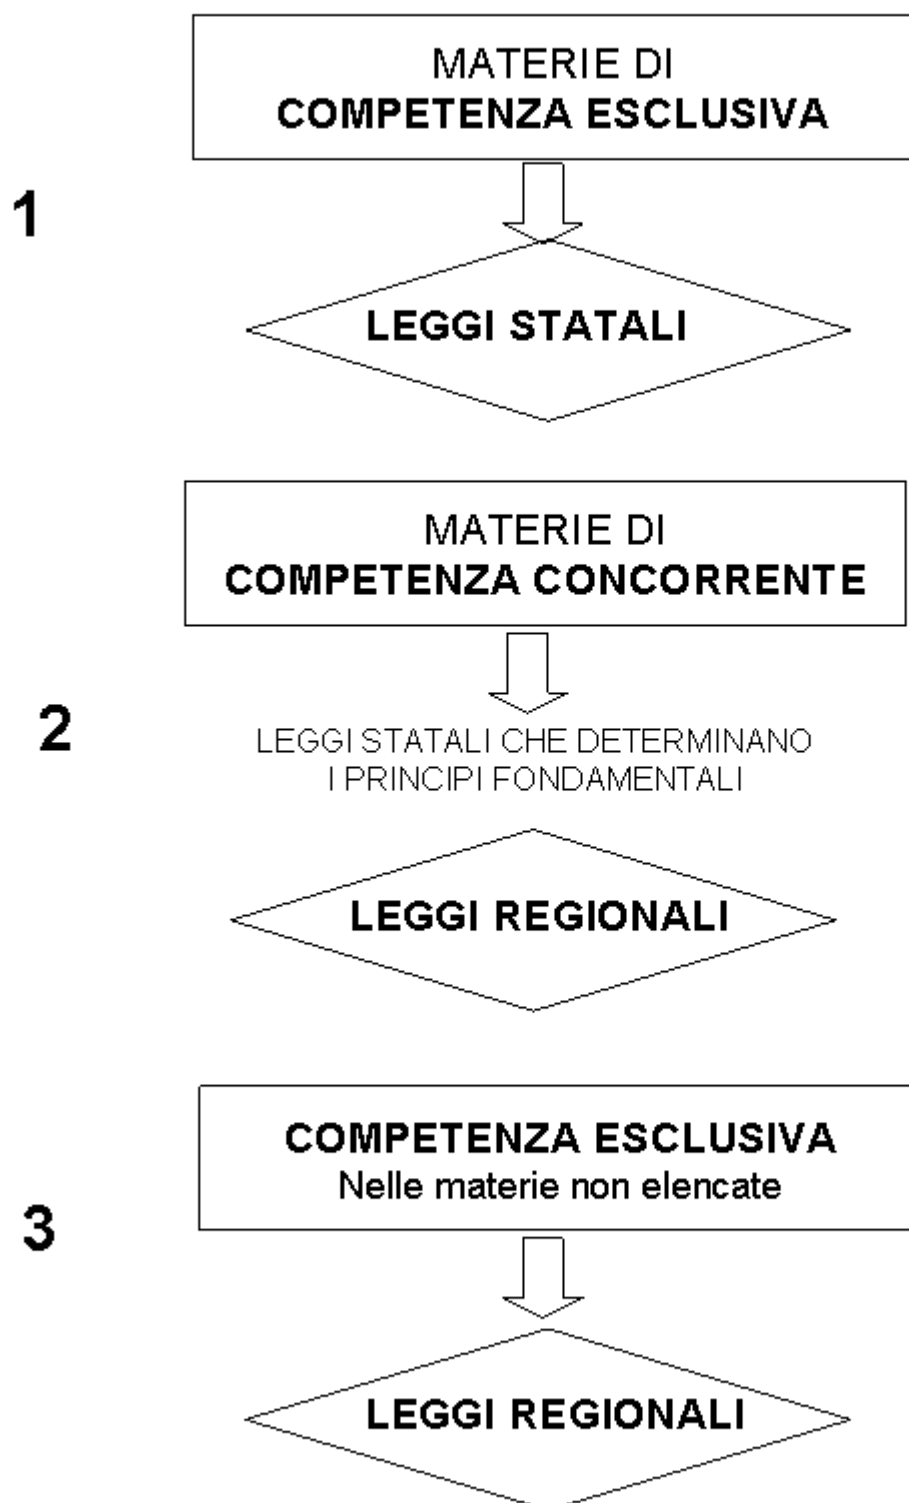 MATERIE DI
COMPETENZA ESCLUSIVA
1
LEGGI STATALI
MATERIE DI
COMPETENZA CONCORRENTE
2
LEGGI STATALI CHE DETERMINANO
I PRINCIPI FONDAMENTALI
LEGGI REGIONALI
COMPETENZA ESCLUSIVA
Nelle materie non elencate
3
LEGGI REGIONALI